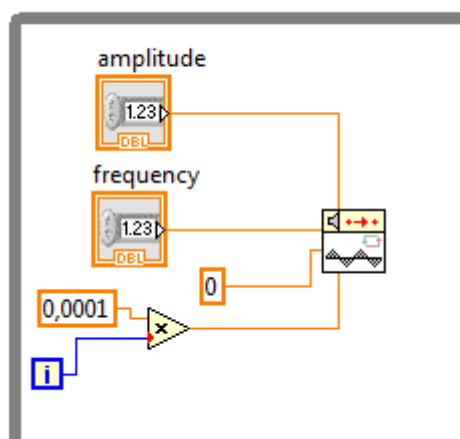 amplitude
1.23
DBL
frequency
1.23
DBL
0
0,0001
x
i